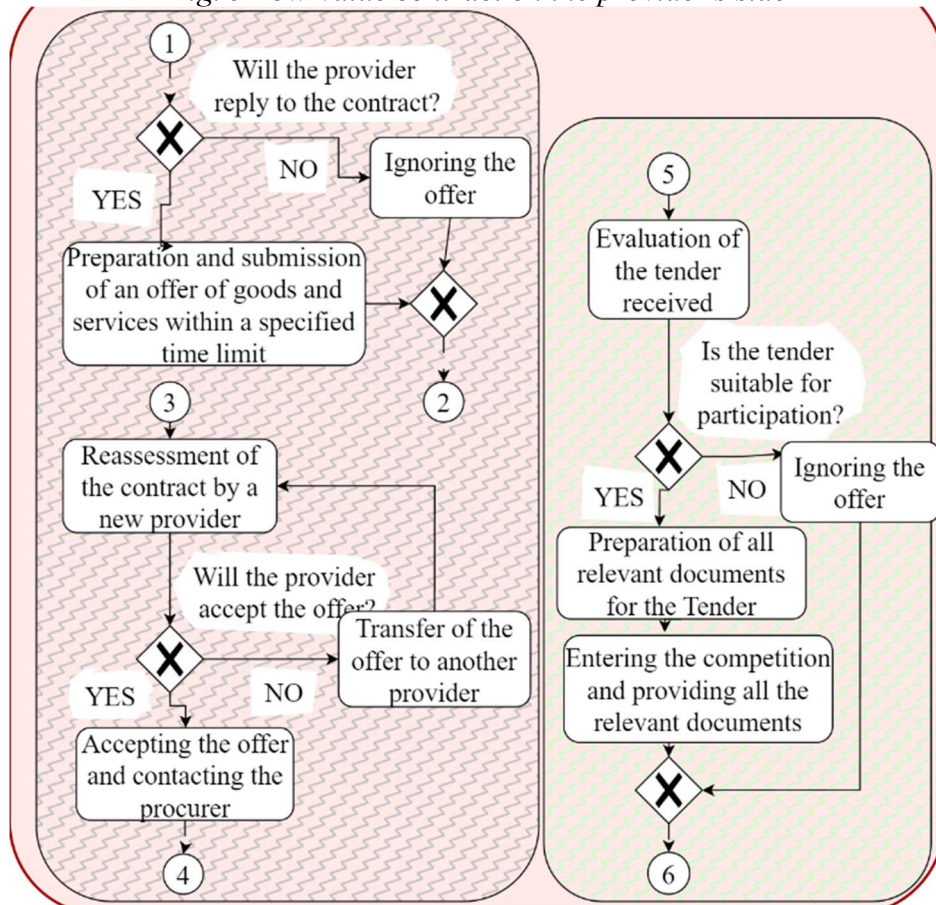 1
Will the provider
reply to the contract?
NO
YES
Ignoring the
offer
Preparation and submission
of an offer of goods and
services within a specified
time limit
2
3
Reassessment of
the contract by a
new provider
Will the provider
accept the offer?
Transfer of the
offer to another
provider
YES
NO
Accepting the offer
and contacting the
procurer
4
5
Evaluation of
the tender
received
Is the tender
suitable for
participation?
YES
NO
Ignoring the
offer
Preparation of all
relevant documents
for the Tender
Entering the competition
and providing all the
relevant documents
6